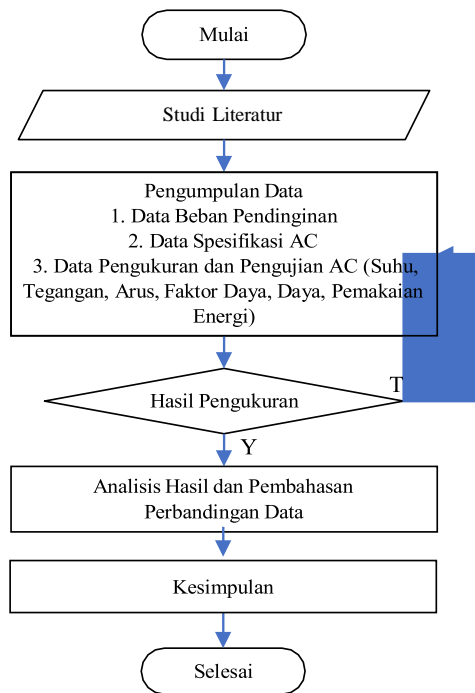 Mulai
Studi Literatur
Pengumpulan Data
1. Data Beban Pendinginan
2. Data Spesifikasi AC
3. Data Pengukuran dan Pengujian AC (Suhu,
Tegangan, Arus, Faktor Daya, Daya, Pemakaian
Energi)
Hasil Pengukuran
T
Y
Analisis Hasil dan Pembahasan
Perbandingan Data
Kesimpulan
Selesai